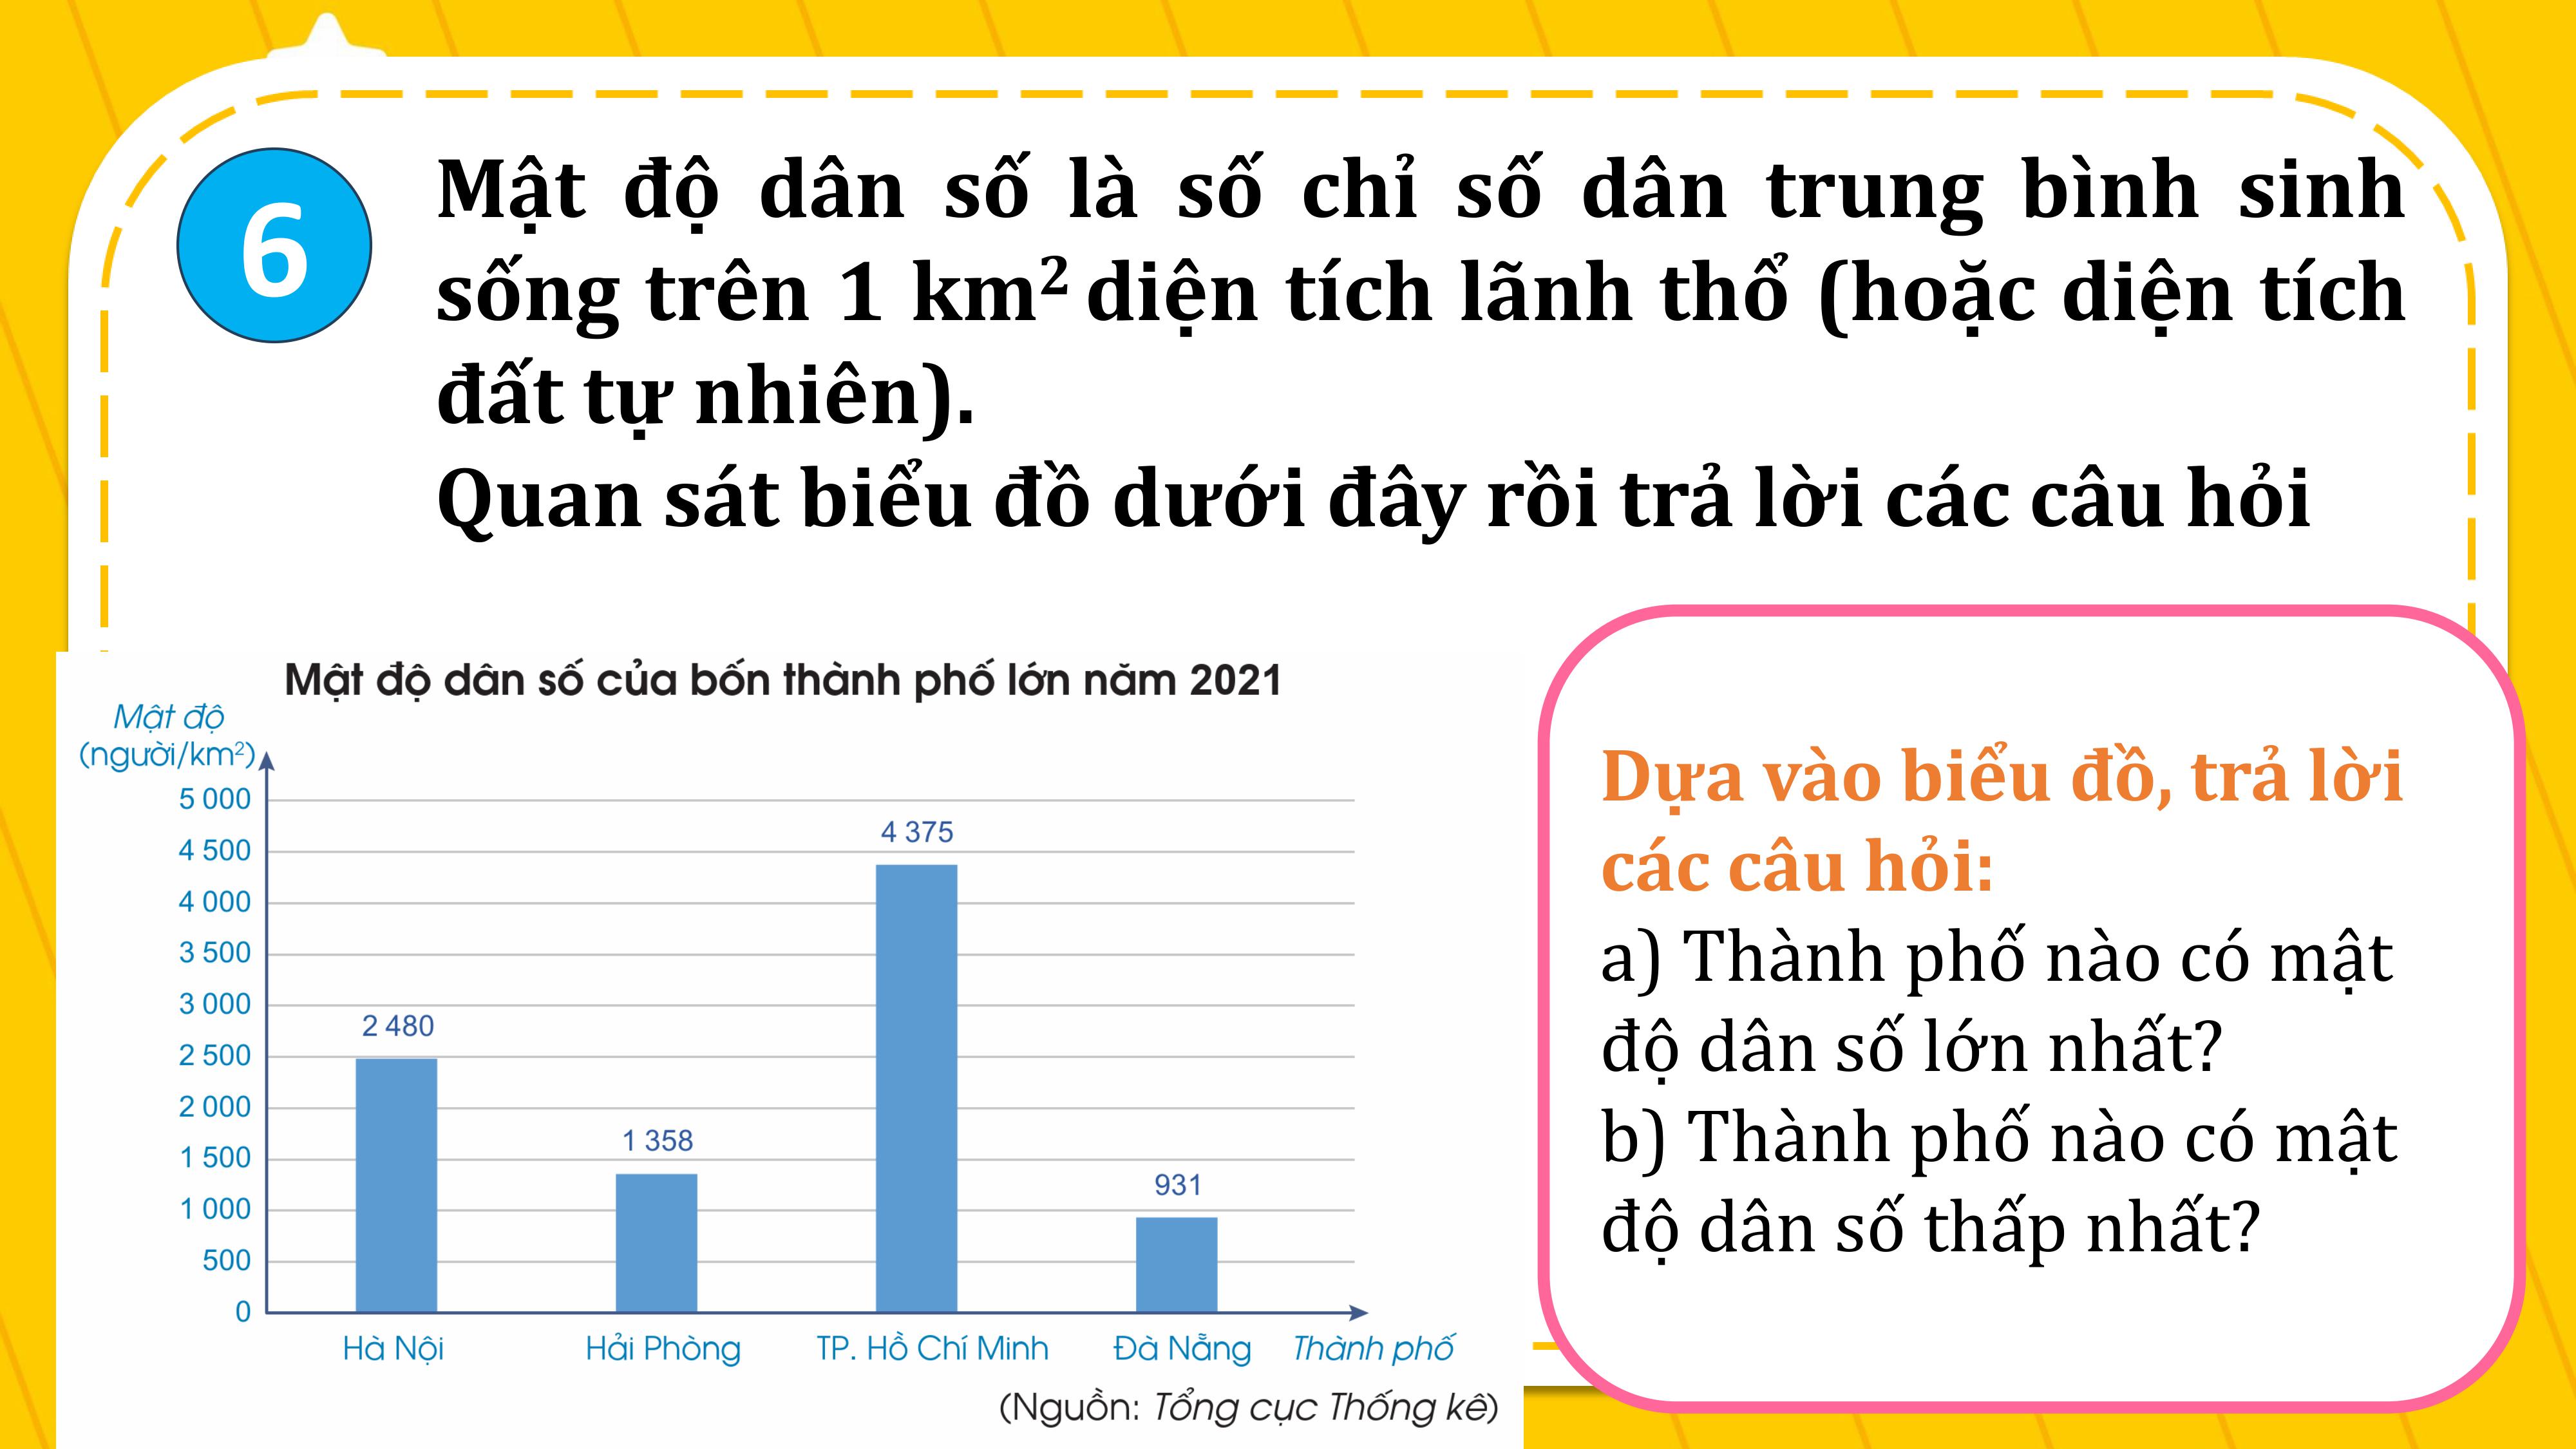 6
Mật độ dân số là số chỉ số dân trung bình sinh
sống trên 1 km² diện tích lãnh thổ (hoặc diện tích
đất tự nhiên).
Quan sát biểu đồ dưới đây rồi trả lời các câu hỏi
Mật độ dân số của bốn thành phố lớn năm 2021
Mật độ
(người/km²)
5 000
4 500
4 000
3 500
3 000
2 500
2 000
1 500
1 000
500
0
2 480
1 358
4 375
931
Hà Nội Hải Phòng TP. Hồ Chí Minh Đà Nẵng Thành phố
(Nguồn: Tổng cục Thống kê)
Dựa vào biểu đồ, trả lời
các câu hỏi:
a) Thành phố nào có mật
độ dân số lớn nhất?
b) Thành phố nào có mật
độ dân số thấp nhất?